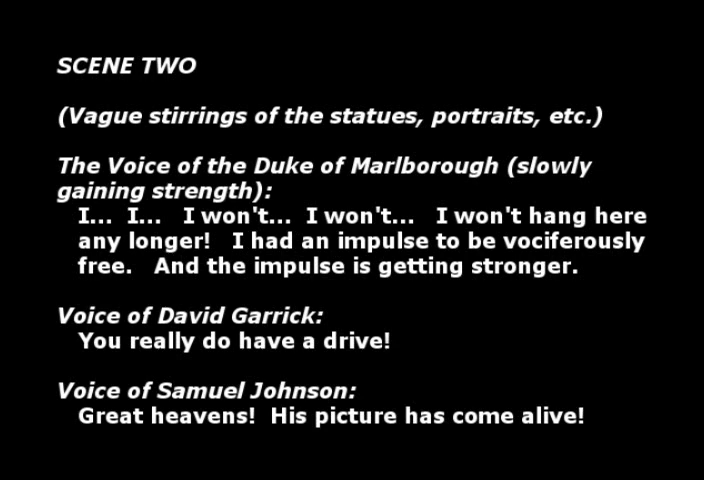 SCENE TWO
(Vague stirrings of the statues, portraits, etc.)
The Voice of the Duke of Marlborough (slowly
gaining strength):
I... I... I won't... I won't... I won't hang here
any longer! I had an impulse to be vociferously
free. And the impulse is getting stronger.
Voice of David Garrick:
You really do have a drive!
Voice of Samuel Johnson:
Great heavens! His picture has come alive!